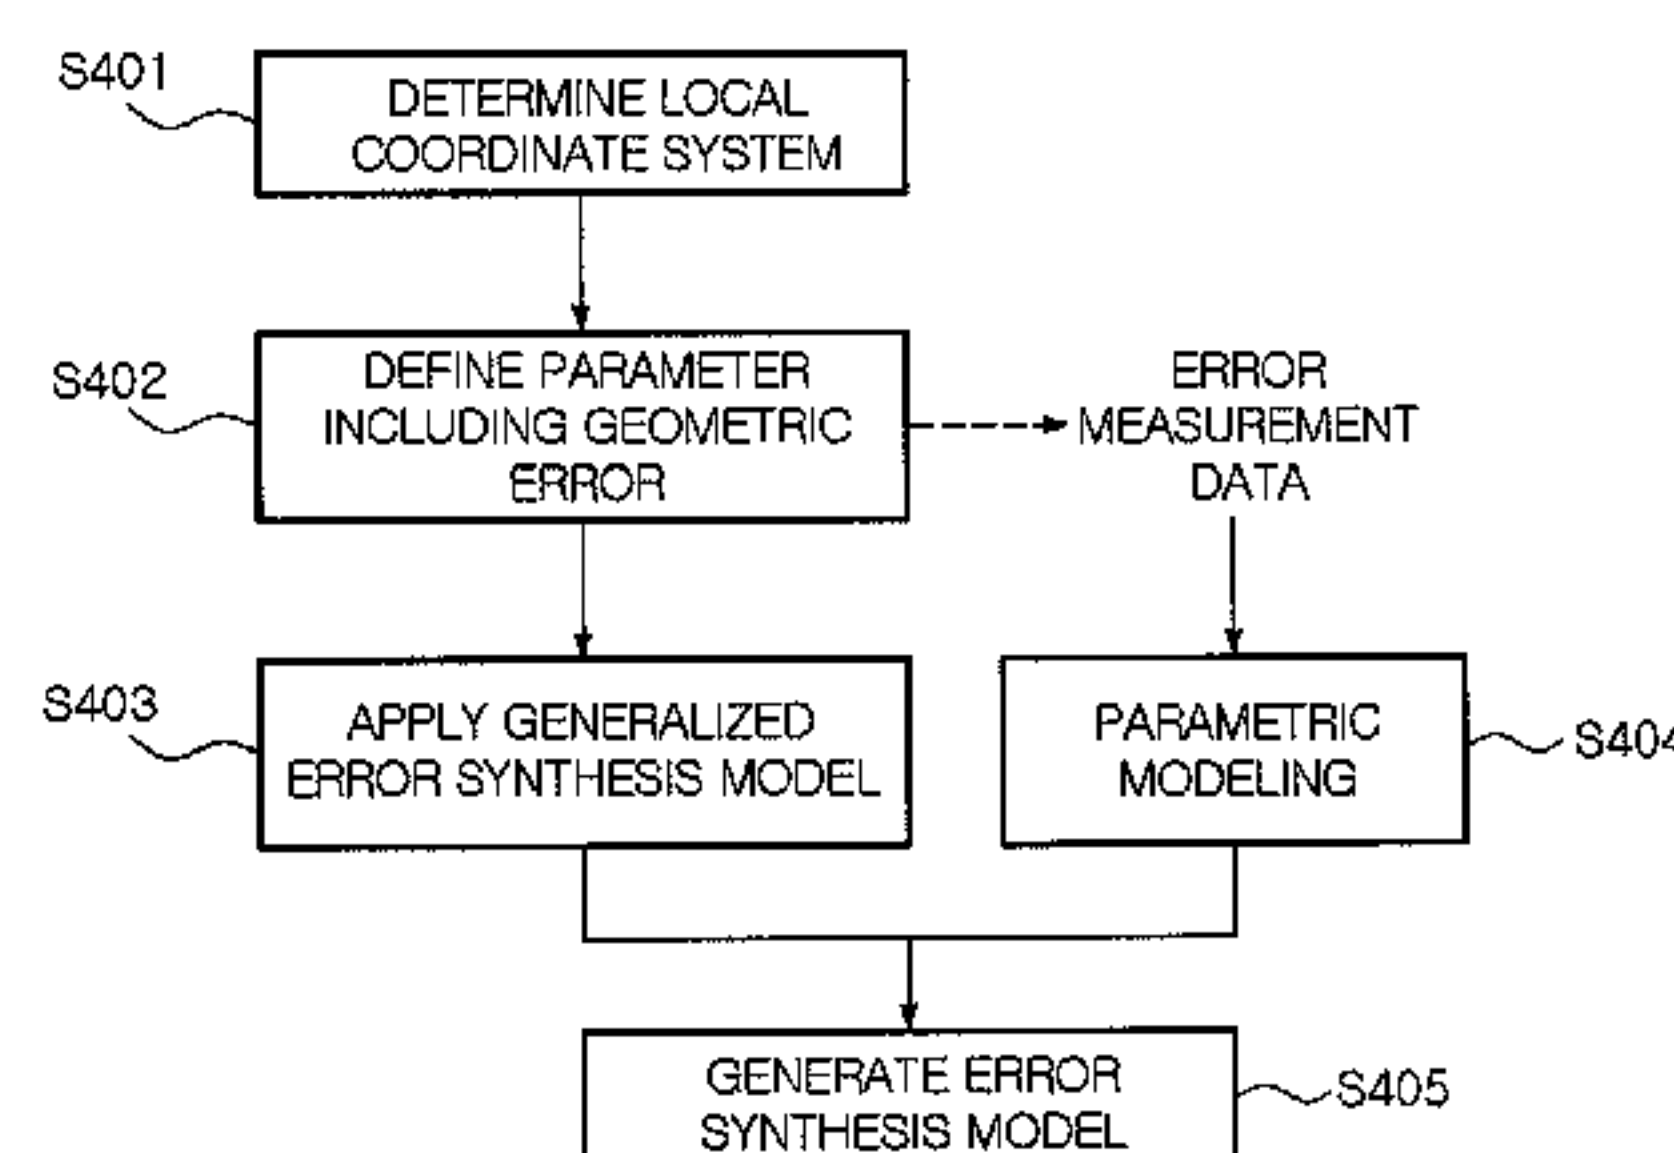 S401
DETERMINE LOCAL
COORDINATE SYSTEM
S402
DEFINE PARAMETER
INCLUDING GEOMETRIC
ERROR
ERROR
MEASUREMENT
DATA
S403
APPLY GENERALIZED
ERROR SYNTHESIS MODEL
PARAMETRIC
MODELING
S404
GENERATE ERROR
SYNTHESIS MODEL
S405